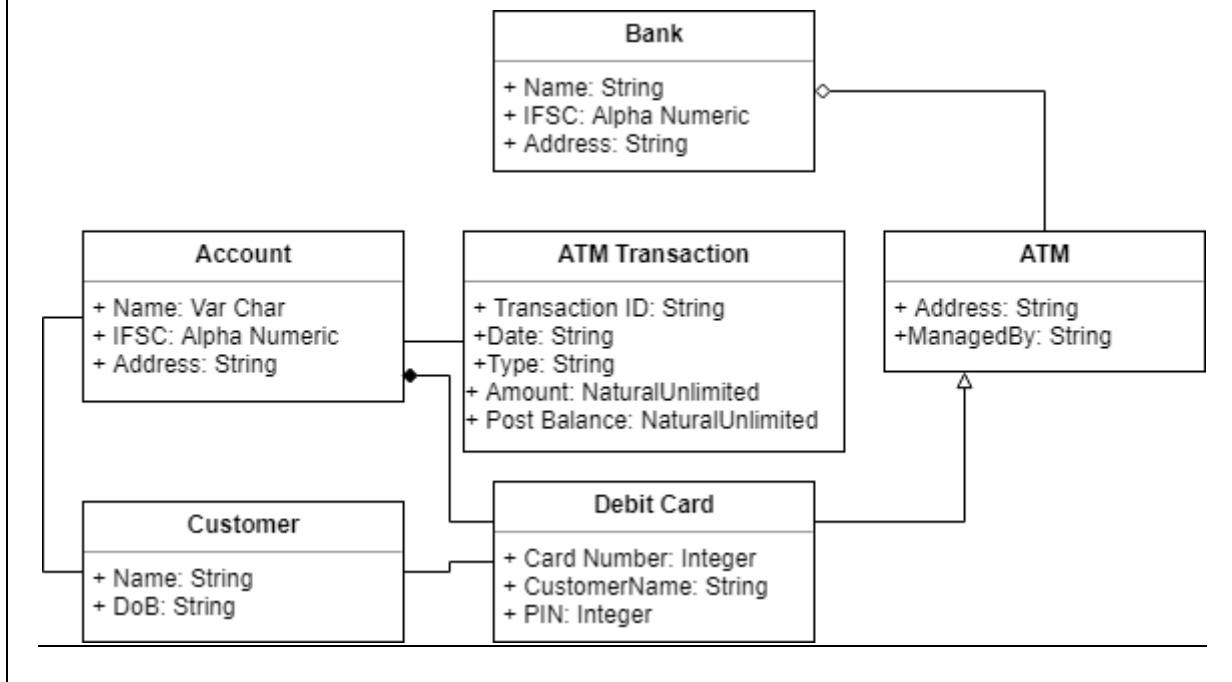 Bank
+ Name: String
+ IFSC: Alpha Numeric
+ Address: String
Account
+ Name: Var Char
+ IFSC: Alpha Numeric
+ Address: String
ATM Transaction
+ Transaction ID: String
+Date: String
+Type: String
+ Amount: NaturalUnlimited
+ Post Balance: NaturalUnlimited
ATM
+ Address: String
+ManagedBy: String
Customer
+ Name: String
+ DoB: String
Debit Card
+ Card Number: Integer
+ CustomerName: String
+ PIN: Integer